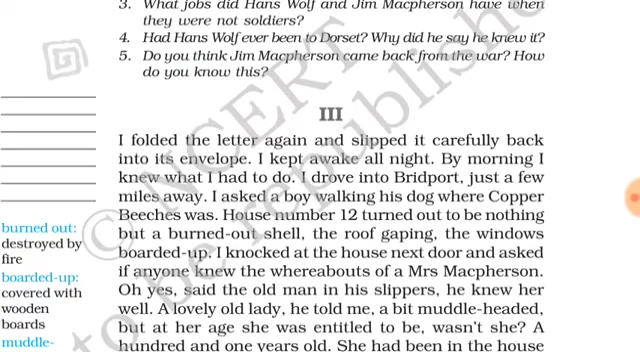 3. What jobs did Hans Wolf and Jim Macpherson have when
they were not soldiers?
4. Had Hans Wolf ever been to Dorset? Why did he say he knew it?
5. Do you think Jim Macpherson came back from the war? How
do you know this?
III
I folded the letter again and slipped it carefully back
into its envelope. I kept awake all night. By morning I
knew what I had to do. I drove into Bridport, just a few
miles away. I asked a boy walking his dog where Copper
Beeches was. House number 12 turned out to be nothing
but a burned-out shell, the roof gaping, the windows
boarded-up. I knocked at the house next door and asked
if anyone knew the whereabouts of a Mrs Macpherson.
Oh yes, said the old man in his slippers, he knew her
well. A lovely old lady, he told me, a bit muddle-headed,
but at her age she was entitled to be, wasn't she? A
hundred and one years old. She had been in the house
burned out:
destroyed by
fire
boarded-up:
covered with
wooden
boards
muddle-
© NCERT
to be republished